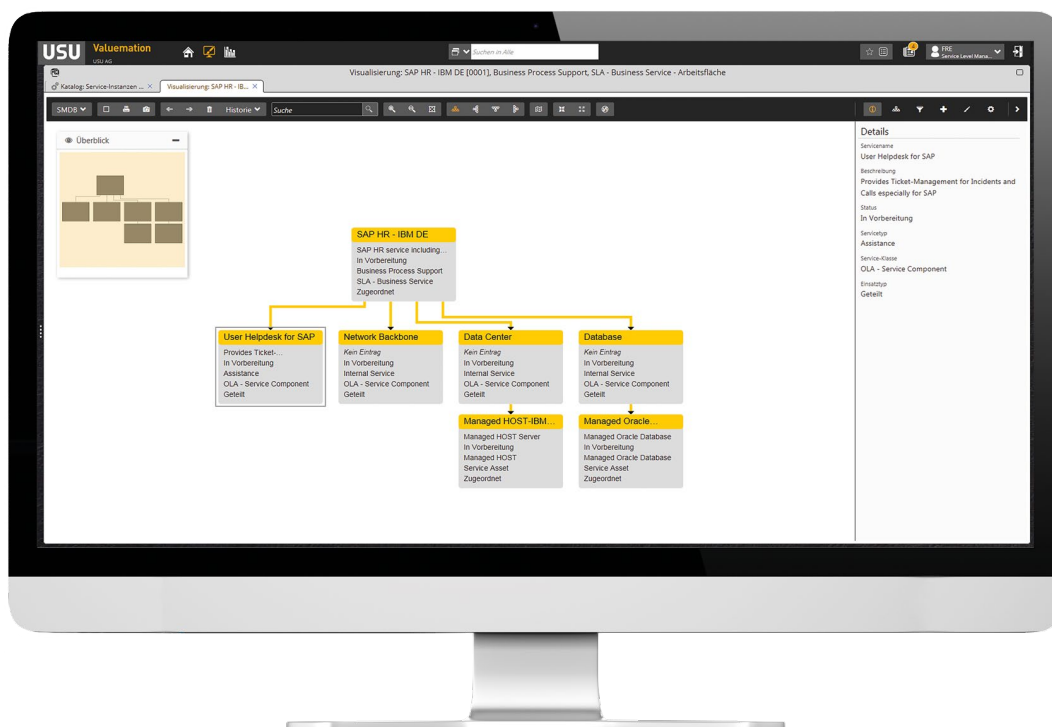 USU
Valuemation
USU AG
Suchen in Alle
4
FRE
Service Level Mana...
Visualisierung: SAP HR - IBM DE [0001], Business Process Support, SLA - Business Service - Arbeitsfläche
Katalog: Service-Instanzen ... ×
Visualisierung: SAP HR - IB... ×
SMDB
Historie
Suche
Überblick
SAP HR - IBM DE
SAP HR service including...
In Vorbereitung
Business Process Support
SLA - Business Service
Zugeordnet
User Helpdesk for SAP
Provides Ticket-...
In Vorbereitung
Assistance
OLA - Service Component
Geteilt
Network Backbone
Kein Eintrag
In Vorbereitung
Internal Service
OLA - Service Component
Geteilt
Data Center
Kein Eintrag
In Vorbereitung
Internal Service
OLA - Service Component
Geteilt
Database
Kein Eintrag
In Vorbereitung
Internal Service
OLA - Service Component
Geteilt
Managed HOST-IBM...
Managed HOST Server
In Vorbereitung
Managed HOST
Service Asset
Zugeordnet
Managed Oracle...
Managed Oracle Database
In Vorbereitung
Managed Oracle Database
Service Asset
Zugeordnet
Details
Servicename
User Helpdesk for SAP
Beschreibung
Provides Ticket-Management for Incidents and
Calls especially for SAP
Status
In Vorbereitung
Servicetyp
Assistance
Service-Klasse
OLA - Service Component
Einsatztyp
Geteilt